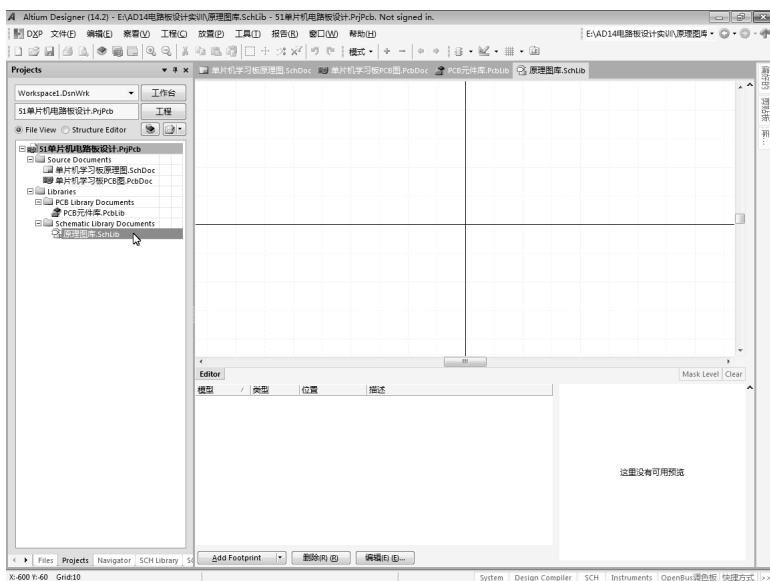 Altium Designer (14.2) - E:\AD14电路板设计实训\原理图库.SchLib - 51单片机电路板设计.PrjPcb. Not signed in.
DXP 文件(F) 编辑(E) 察看(V) 工程(C) 放置(P) 工具(T) 报告(R) 窗口(W) 帮助(H) E:\AD14电路板设计实训\原理图库
模式
Projects
单片机学习板原理图.SchDoc 单片机学习板PCB图.PcbDoc PCB元件库.PcbLib 原理图库.SchLib
Workspace1.DsnWrk 工作台
51单片机电路板设计.PrjPcb 工程
File View Structure Editor
51单片机电路板设计.PrjPcb
Source Documents
单片机学习板原理图.SchDoc
单片机学习板PCB图.PcbDoc
Libraries
PCB Library Documents
PCB元件库.PcbLib
Schematic Library Documents
原理图库.SchLib
Editor Mask Level Clear
模型 类型 位置 描述
这里没有可用预览
Add Footprint 删除(R) (R) 编辑(E) (E)...
Files Projects Navigator SCH Library
X:-600 Y:-60 Grid:10 System Design Compiler SCH Instruments OpenBus调色板 快捷方式 >>